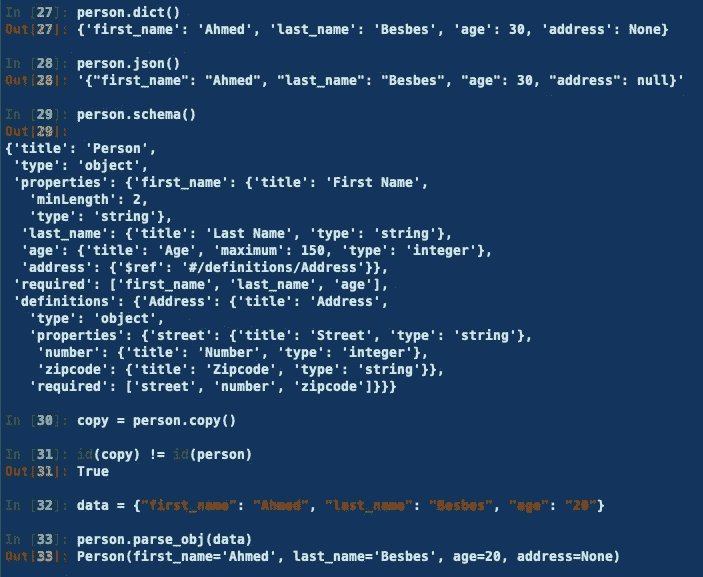 In [27]: person.dict()
Out[27]: {'first_name': 'Ahmed', 'last_name': 'Besbes', 'age': 30, 'address': None}
In [28]: person.json()
Out[28]: '{"first_name": "Ahmed", "last_name": "Besbes", "age": 30, "address": null}'
In [29]: person.schema()
Out[29]:
{'title': 'Person',
 'type': 'object',
 'properties': {'first_name': {'title': 'First Name',
   'minLength': 2,
   'type': 'string'},
  'last_name': {'title': 'Last Name', 'type': 'string'},
  'age': {'title': 'Age', 'maximum': 150, 'type': 'integer'},
  'address': {'$ref': '#/definitions/Address'}},
 'required': ['first_name', 'last_name', 'age'],
 'definitions': {'Address': {'title': 'Address',
   'type': 'object',
   'properties': {'street': {'title': 'Street', 'type': 'string'},
    'number': {'title': 'Number', 'type': 'integer'},
    'zipcode': {'title': 'Zipcode', 'type': 'string'}},
   'required': ['street', 'number', 'zipcode']}}}
In [30]: copy = person.copy()
In [31]: id(copy) != id(person)
Out[31]: True
In [32]: data = {"first_name": "Ahmed", "last_name": "Besbes", "age": "20"}
In [33]: person.parse_obj(data)
Out[33]: Person(first_name='Ahmed', last_name='Besbes', age=20, address=None)